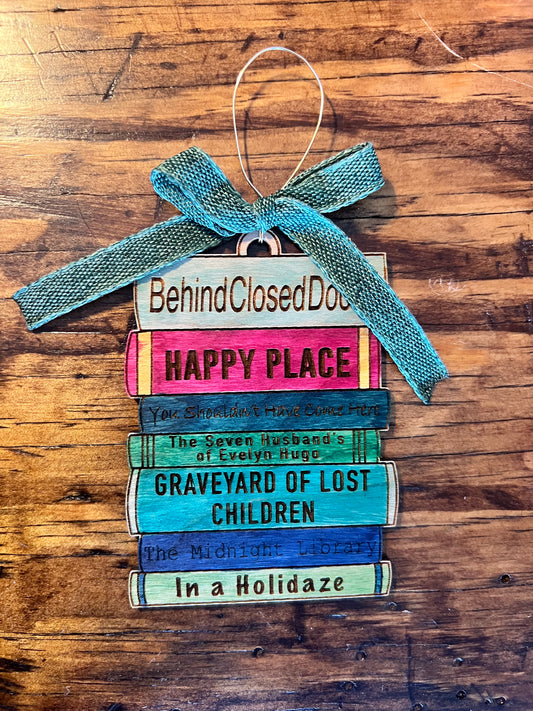 BehindClosedDoo
HAPPY PLACE
You Shouldn't Have Come Here
The Seven Husband's
of Evelyn Hugo
GRAVEYARD OF LOST
CHILDREN
The Midnight Library
In a Holidaze